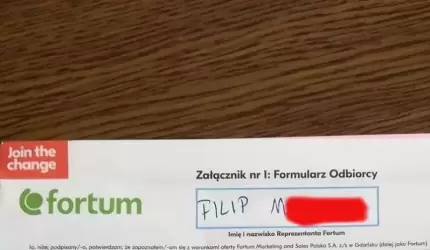 Join the
change
fortum
Załącznik nr I: Formularz Odbiorcy
FILIP M
Imię i nazwisko Reprezentanta Fortum
Ja, niżej podpisany/-a, potwierdzam, że zapoznałem/-am się z warunkami oferty Fortum Marketing and Sales Polska S.A. z/s w Gdańsku (dalej jako: Fortum)